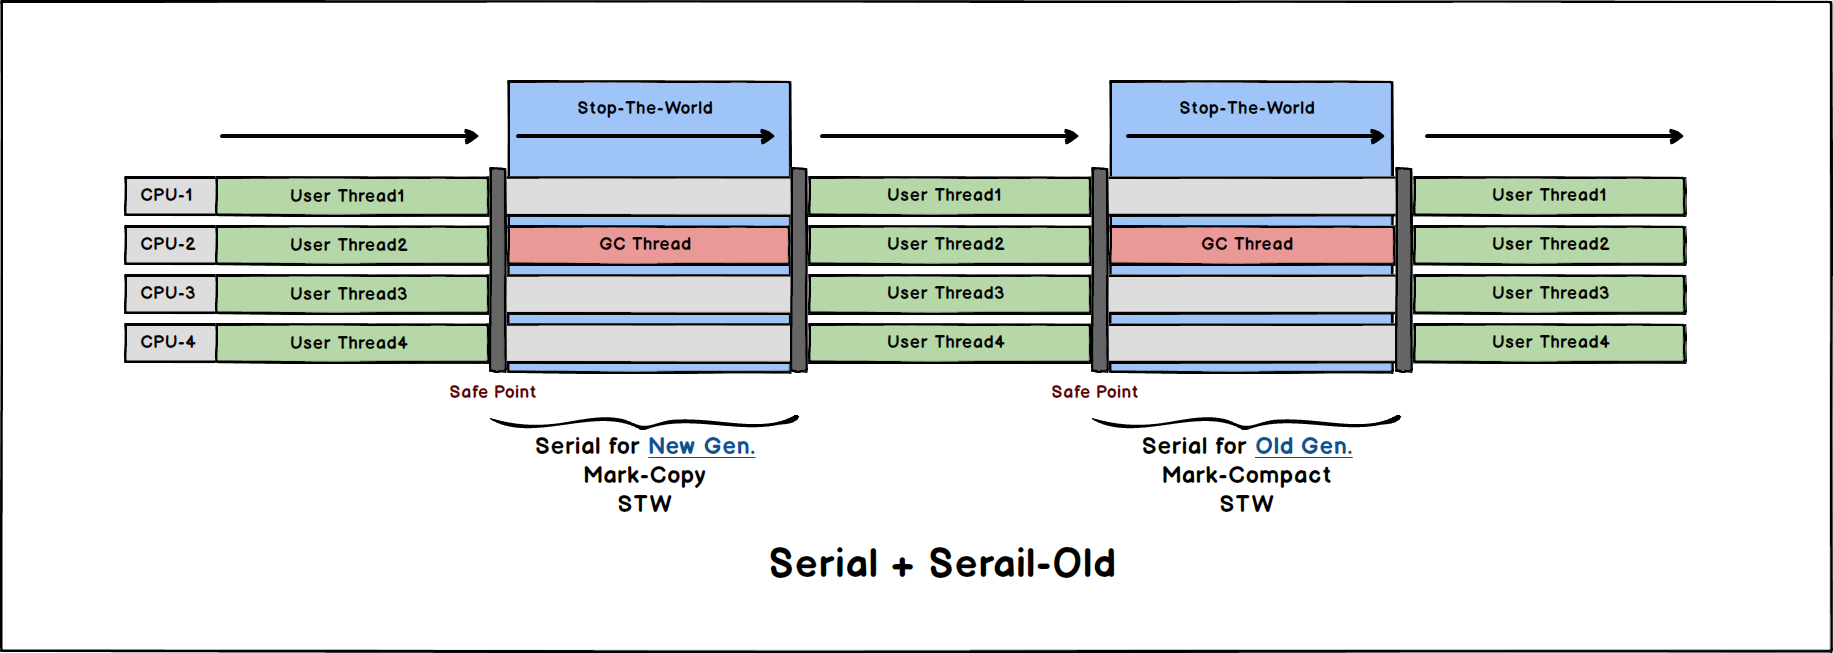 Stop-The-World
Stop-The-World
CPU-1 User Thread1 User Thread1 User Thread1
CPU-2 User Thread2 GC Thread User Thread2 GC Thread User Thread2
CPU-3 User Thread3 User Thread3 User Thread3
CPU-4 User Thread4 User Thread4 User Thread4
Safe Point
Safe Point
Serial for New Gen.
Mark-Copy
STW
Serial for Old Gen.
Mark-Compact
STW
Serial + Serail-Old